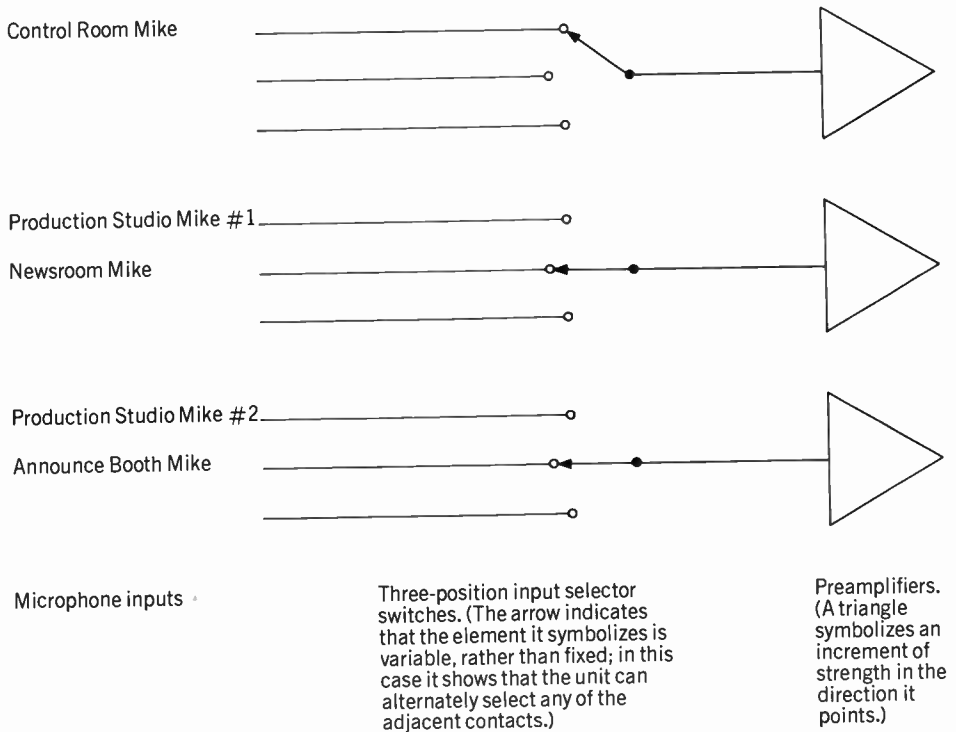 Control Room Mike
Production Studio Mike #1
Newsroom Mike
Production Studio Mike #2
Announce Booth Mike
Microphone inputs
Three-position input selector
switches. (The arrow indicates
that the element it symbolizes is
variable, rather than fixed; in this
case it shows that the unit can
alternately select any of the
adjacent contacts.)
Preamplifiers.
(A triangle
symbolizes an
increment of
strength in the
direction it
points.)